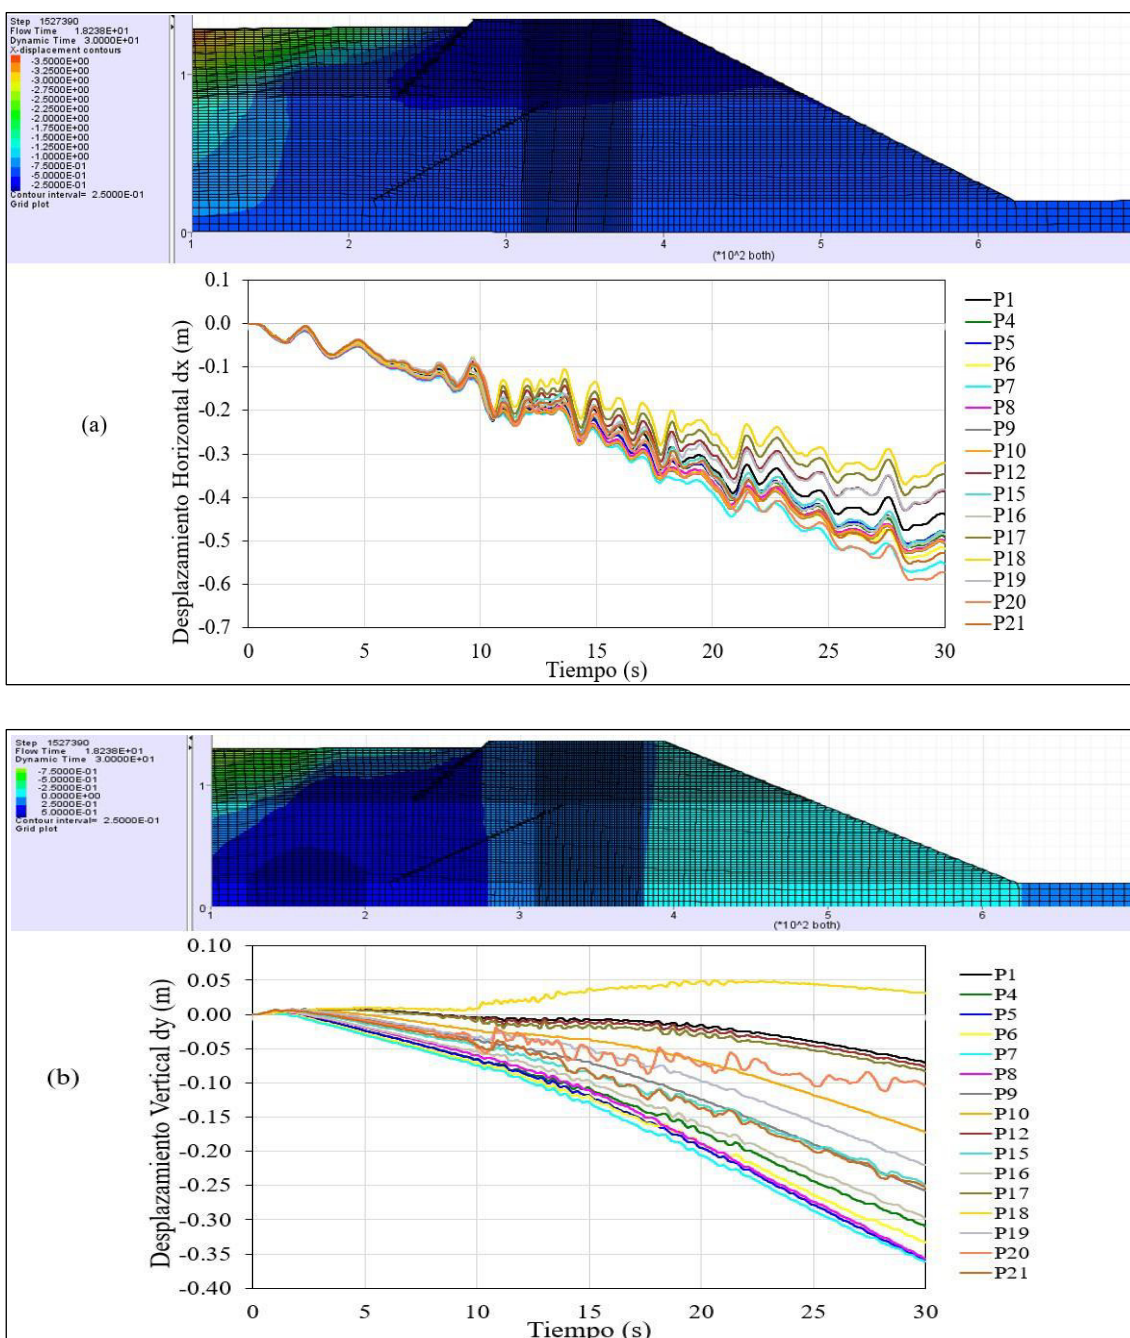 Step 1527390
Flow Time 1.8238E+01
Dynamic Time 3.0000E+01
X-displacement contours
-3.5000E+00
-3.2500E+00
-3.0000E+00
-2.7500E+00
-2.5000E+00
-2.2500E+00
-2.0000E+00
-1.7500E+00
-1.5000E+00
-1.2500E+00
-1.0000E+00
-7.5000E-01
-5.0000E-01
-2.5000E-01
Contour interval= 2.5000E-01
Grid plot
1
0
1 2 3 4 5 6
(*10^2 both)
(a)
Desplazamiento Horizontal dx (m)
0.1
0.0
-0.1
-0.2
-0.3
-0.4
-0.5
-0.6
-0.7
0 5 10 15 20 25 30
Tiempo (s)
P1
P4
P5
P6
P7
P8
P9
P10
P12
P15
P16
P17
P18
P19
P20
P21
Step 1527390
Flow Time 1.8238E+01
Dynamic Time 3.0000E+01
-7.5000E-01
-5.0000E-01
-2.5000E-01
0.0000E+00
2.5000E-01
5.0000E-01
Contour interval= 2.5000E-01
Grid plot
1
0
1 2 3 4 5 6
(*10^2 both)
(b)
Desplazamiento Vertical dy (m)
0.10
0.05
0.00
-0.05
-0.10
-0.15
-0.20
-0.25
-0.30
-0.35
-0.40
0 5 10 15 20 25 30
Tiempo (s)
P1
P4
P5
P6
P7
P8
P9
P10
P12
P15
P16
P17
P18
P19
P20
P21